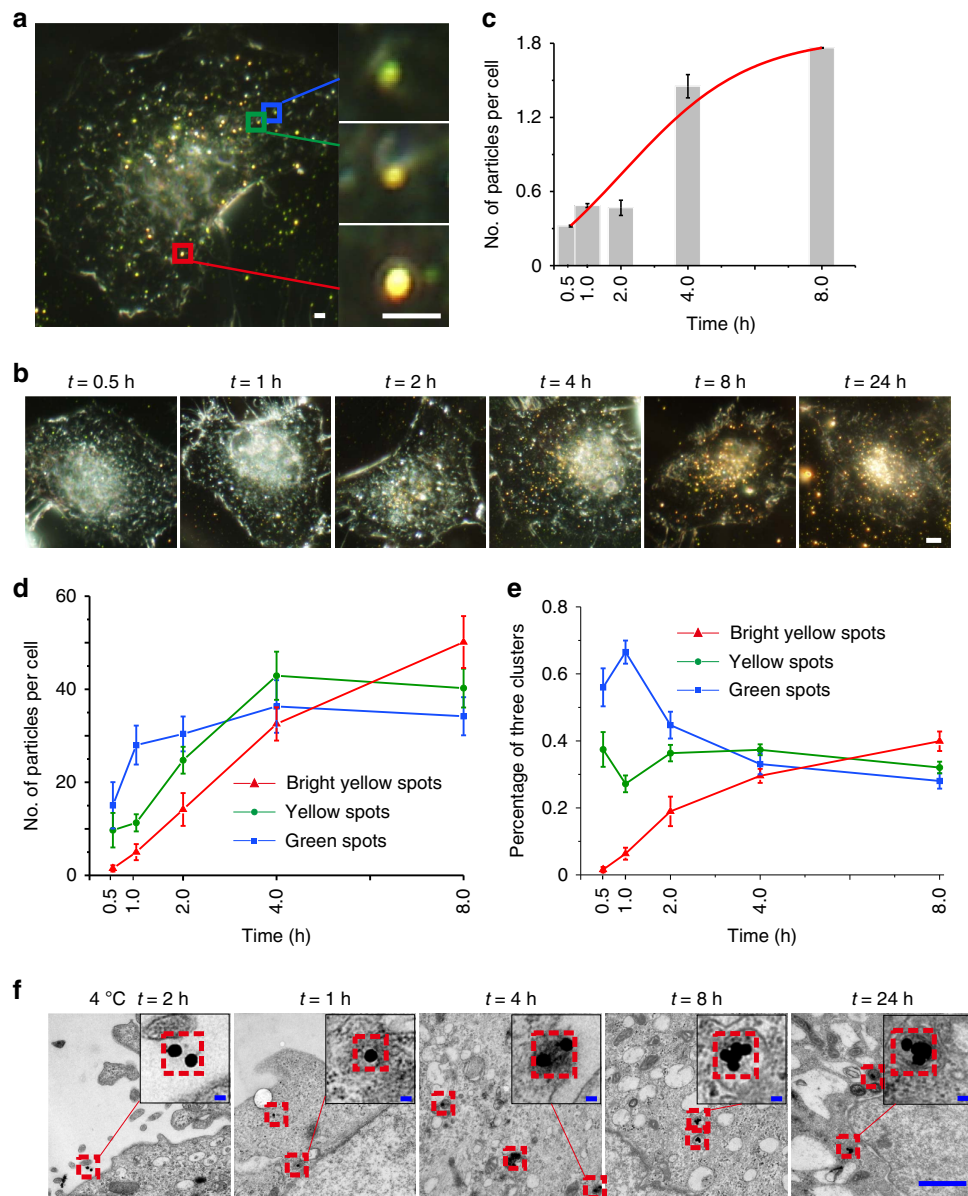 a
c
No. of particles per cell
1.8
1.2
0.6
0
0.5
1.0
2.0
4.0
8.0
Time (h)
b
t = 0.5 h
t = 1 h
t = 2 h
t = 4 h
t = 8 h
t = 24 h
d
No. of particles per cell
60
40
20
0
Bright yellow spots
Yellow spots
Green spots
0.5
1.0
2.0
4.0
8.0
Time (h)
e
Percentage of three clusters
0.8
0.6
0.4
0.2
0
Bright yellow spots
Yellow spots
Green spots
0.5
1.0
2.0
4.0
8.0
Time (h)
f
4 °C t = 2 h
t = 1 h
t = 4 h
t = 8 h
t = 24 h